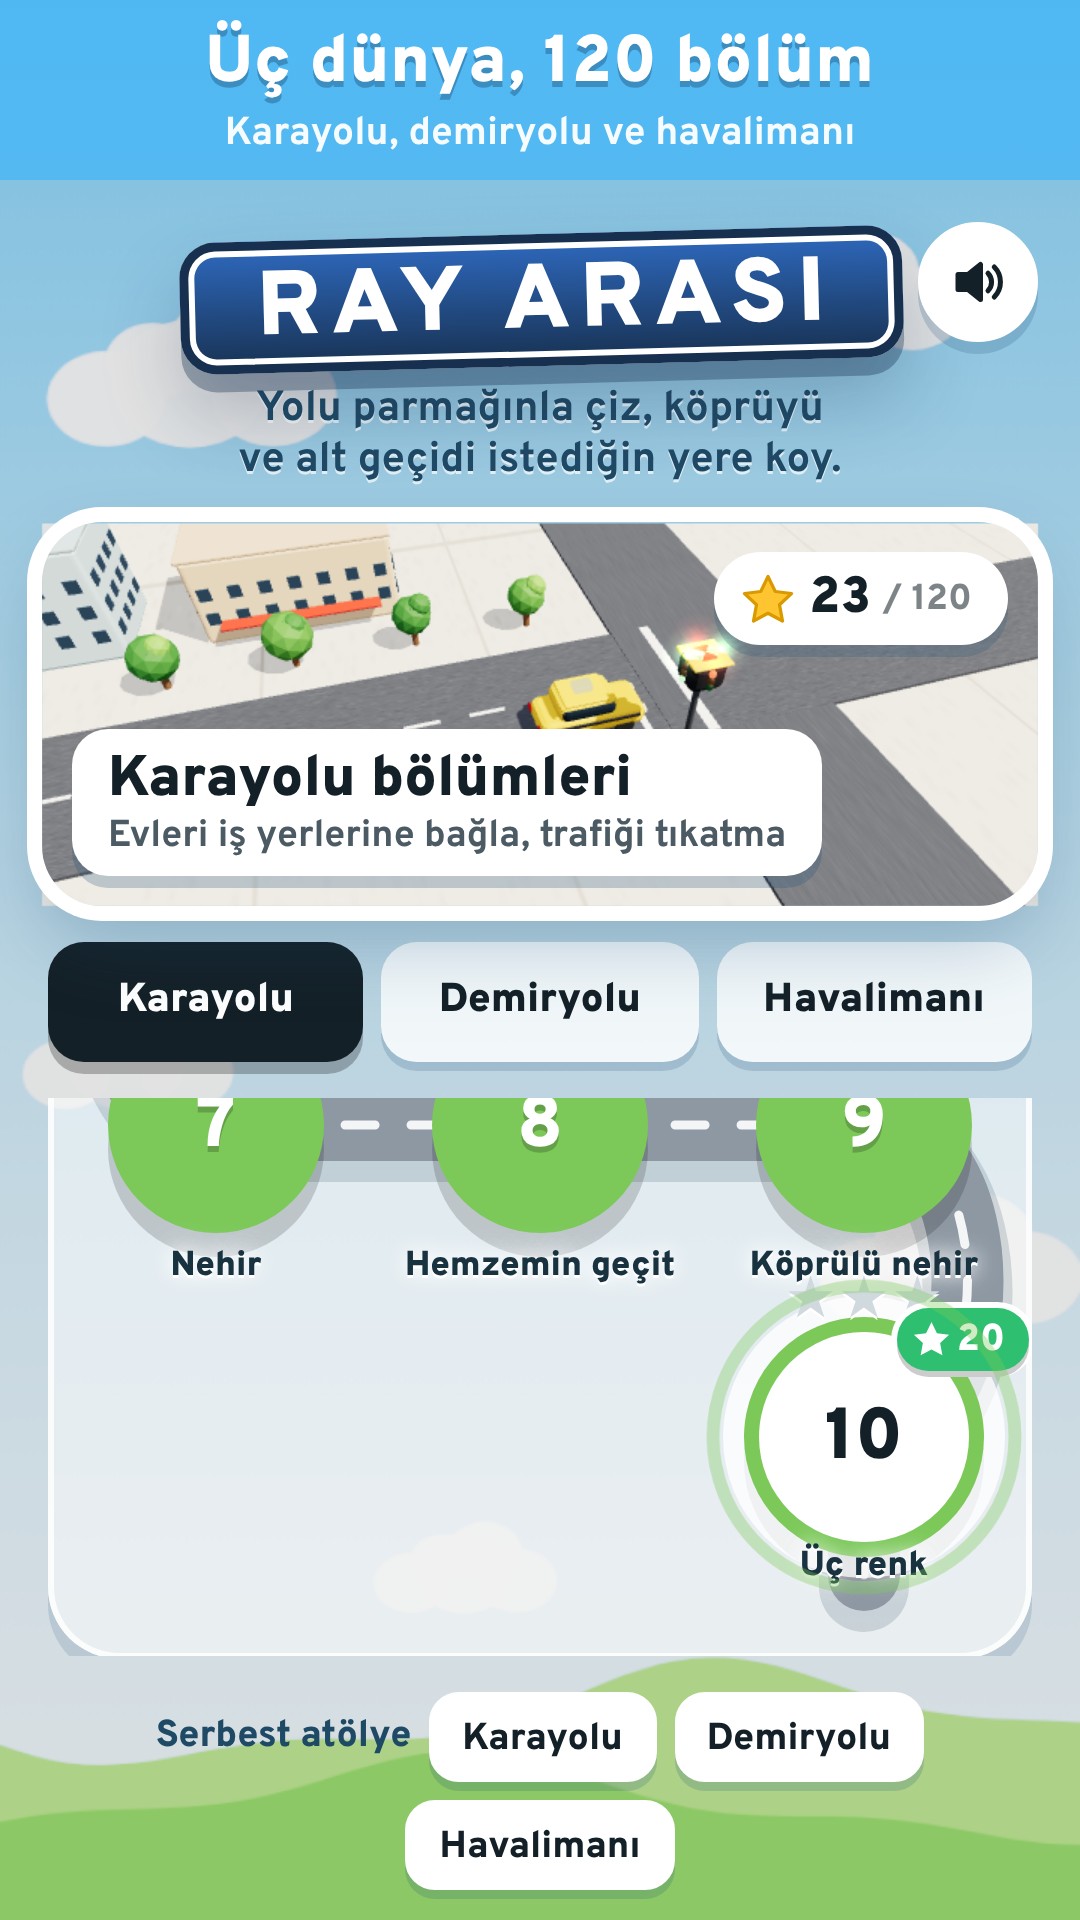 Üç dünya, 120 bölüm
Karayolu, demiryolu ve havalimanı
RAY ARASI
Yolu parmağınla çiz, köprüyü
ve alt geçidi istediğin yere koy.
23 / 120
Karayolu bölümleri
Evleri iş yerlerine bağla, trafiği tıkatma
Karayolu
Demiryolu
Havalimanı
7
8
9
Nehir
Hemzemin geçit
Köprülü nehir
20
10
Üç renk
Serbest atölye
Karayolu
Demiryolu
Havalimanı